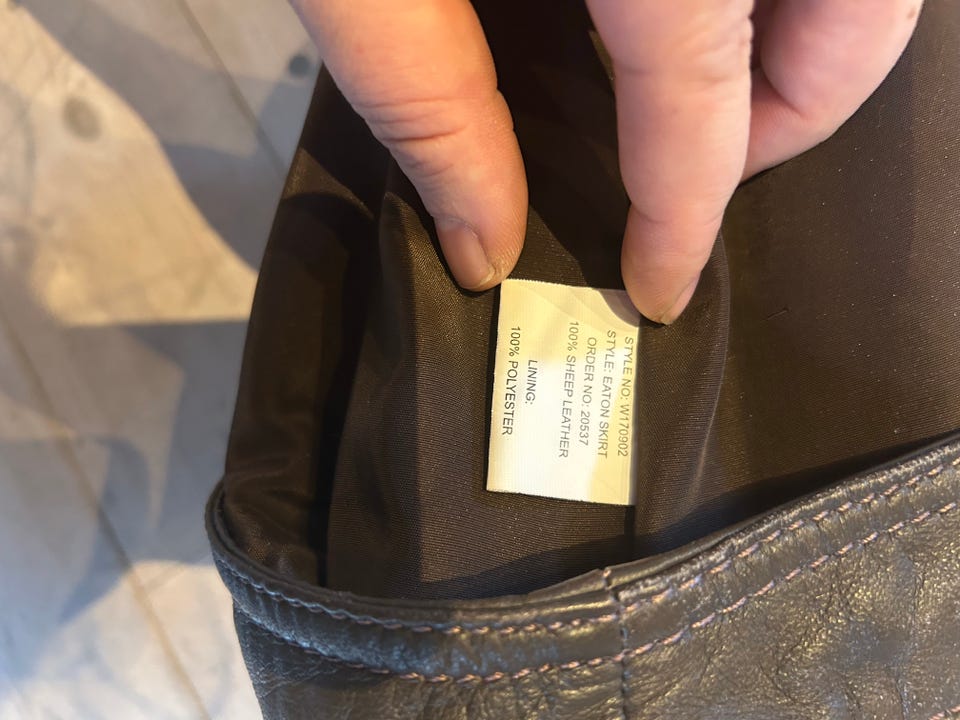 STYLE NO: W170902
STYLE: EATON SKIRT
ORDER NO: 20537
100% SHEEP LEATHER
LINING:
100% POLYESTER